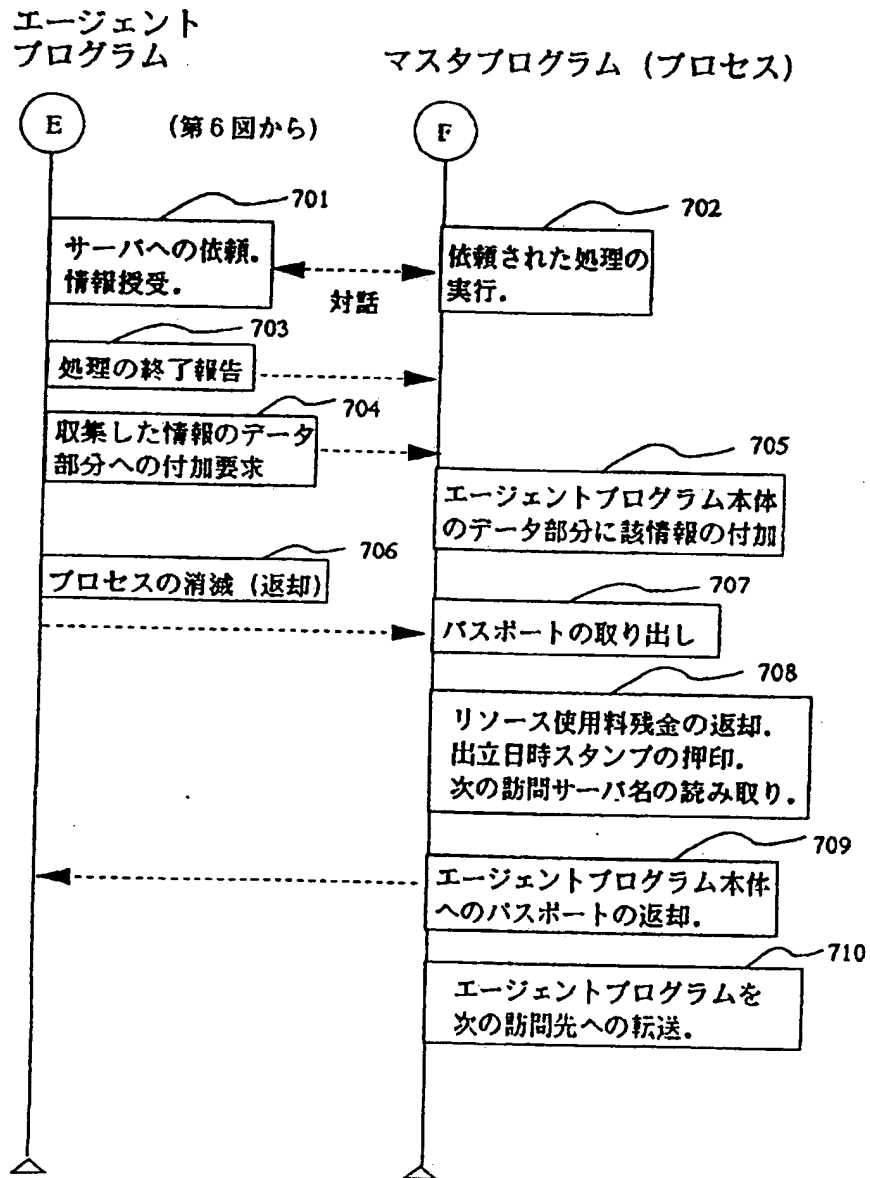 エージェント
プログラム
マスタプログラム (プロセス)
E
(第6図から)
F
701
702
サーバへの依頼.
情報授受.
対話
依頼された処理の
実行.
703
処理の終了報告
704
取集した情報のデータ
部分への付加要求
705
エージェントプログラム本体
のデータ部分に該情報の付加
706
プロセスの消滅 (返却)
707
パスポートの取り出し
708
リソース使用料残金の返却.
出立日時スタンプの押印.
次の訪問サーバ名の読み取り.
709
エージェントプログラム本体
へのパスポートの返却.
710
エージェントプログラムを
次の訪問先への転送.